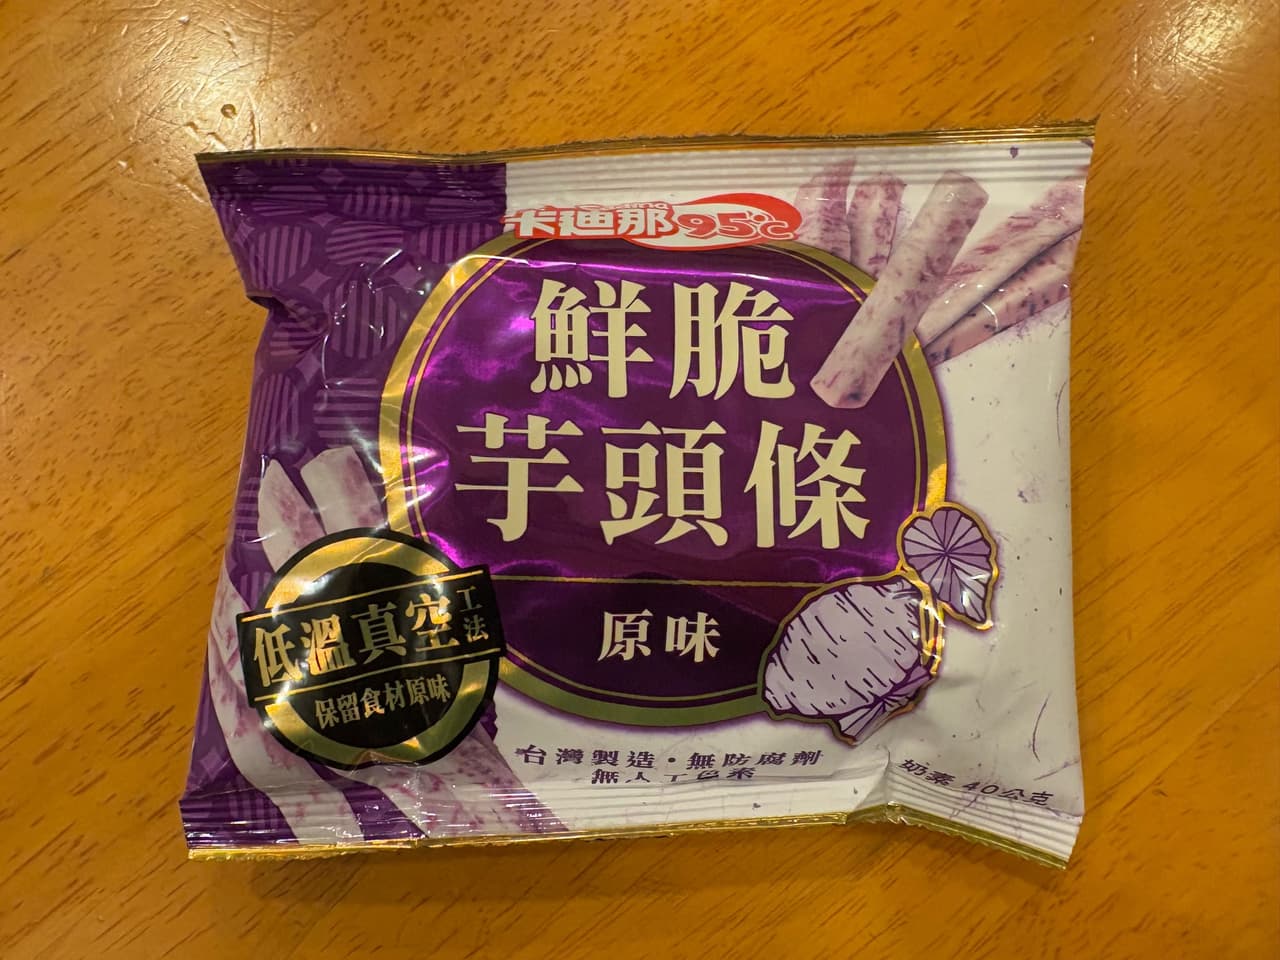 卡迪那95℃
鮮脆
芋頭條
原味
低溫真空工法
保留食材原味
台灣製造・無防腐劑
無人工色素
奶素 40公克